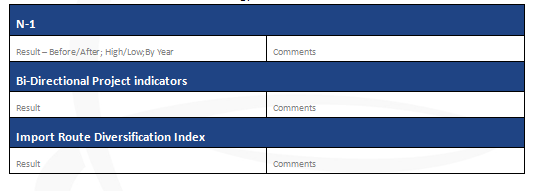 N-1
Result – Before/After; High/Low;By Year Comments
Bi-Directional Project indicators
Result Comments
Import Route Diversification Index
Result Comments